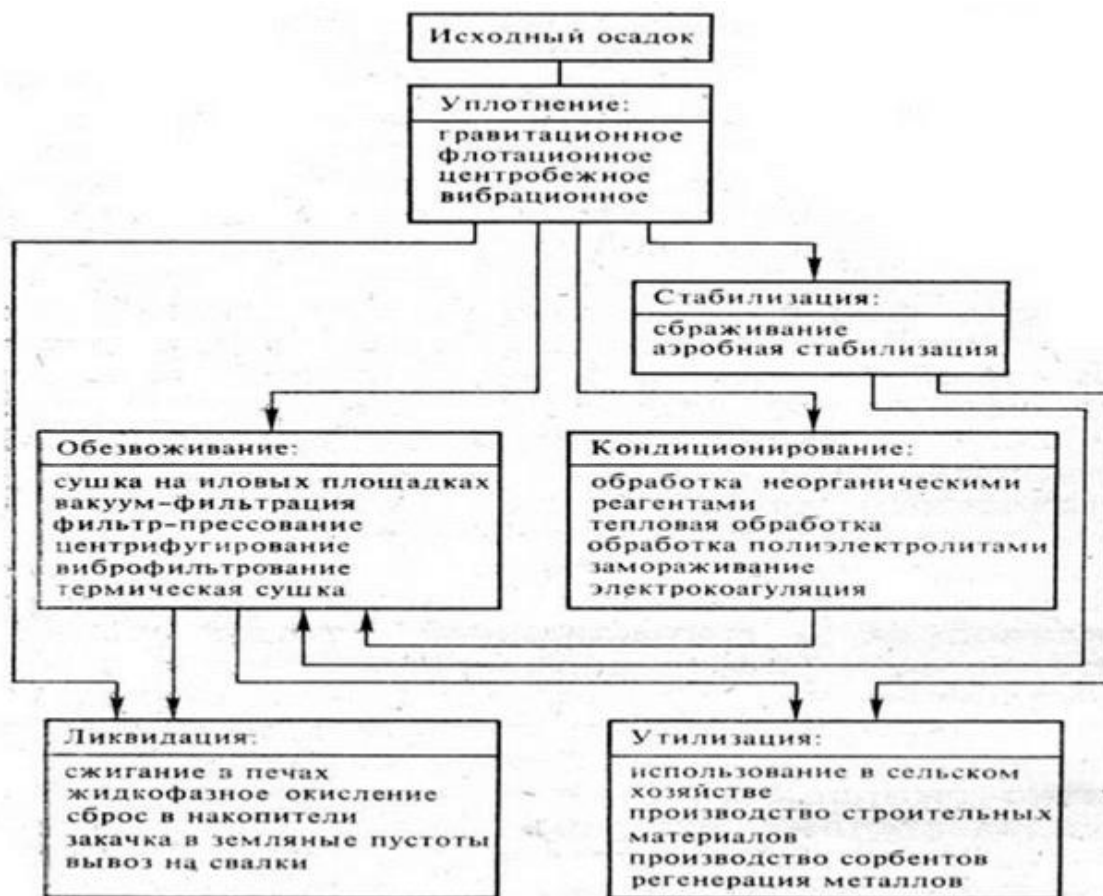 Исходный осадок
Уплотнение:
гравитационное
флотационное
центробежное
вибрационное
Стабилизация:
сбраживание
аэробная стабилизация
Обезвоживание:
сушка на иловых площадках
вакуум-фильтрация
фильтр-прессование
центрифугирование
виброфильтрование
термическая сушка
Кондиционирование:
обработка неорганическими
реагентами
тепловая обработка
обработка полиэлектролитами
замораживание
электрокоагуляция
Ликвидация:
сжигание в печах
жидкофазное окисление
сброс в накопители
закачка в земляные пустоты
вывоз на свалки
Утилизация:
использование в сельском
хозяйстве
производство строительных
материалов
производство сорбентов
регенерация металлов